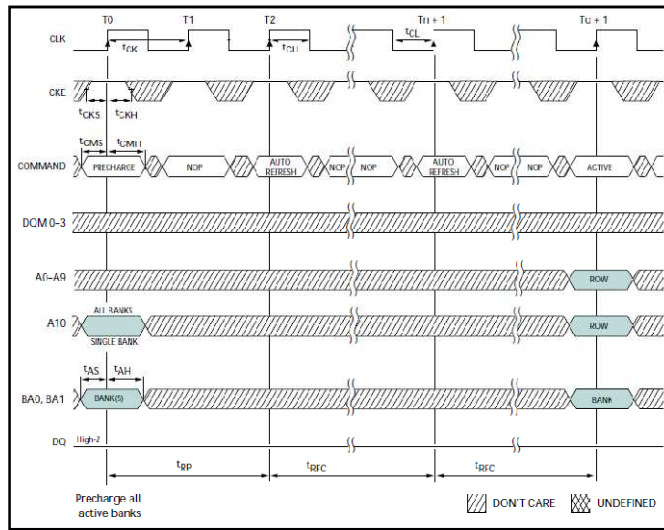 T0 T1 T2 Tn + 1 To + 1
CLK
tCK tCH tCL
CKE
tCKS tCKH
tCMS tCMH
COMMAND PRECHARGE NOP AUTO REFRESH NOP NOP AUTO REFRESH NOP NOP ACTIVE
DQM 0-3
A0-A9 ROW
ALL BANKS
A10 ROW
SINGLE BANK
tAS tAH
BA0, BA1 BANK(S) BANK
DQ High-Z
tRP tRFC tRFC
Precharge all
active banks
DON'T CARE UNDEFINED